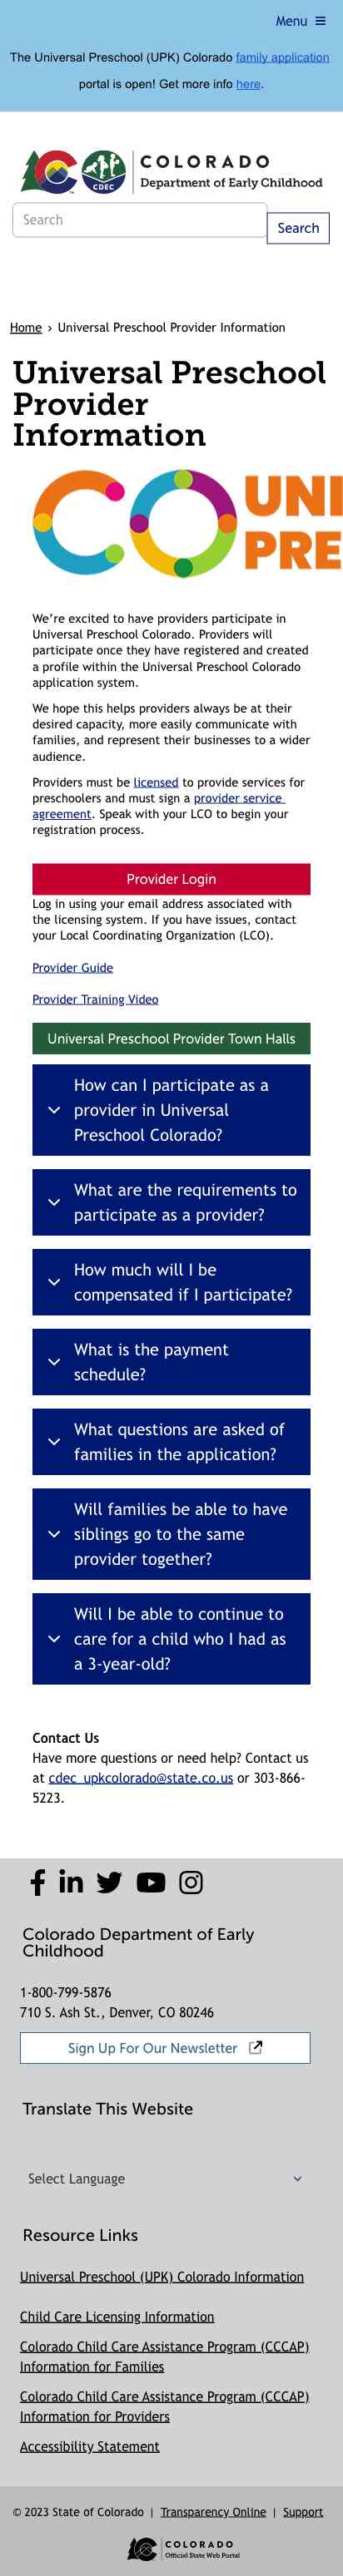 Menu
The Universal Preschool (UPK) Colorado family application
portal is open! Get more info here.
CDEC
COLORADO
Department of Early Childhood
Search
Search
Home › Universal Preschool Provider Information
Universal Preschool
Provider
Information
UNI
PRE
We're excited to have providers participate in
Universal Preschool Colorado. Providers will
participate once they have registered and created
a profile within the Universal Preschool Colorado
application system.
We hope this helps providers always be at their
desired capacity, more easily communicate with
families, and represent their businesses to a wider
audience.
Providers must be licensed to provide services for
preschoolers and must sign a provider service
agreement. Speak with your LCO to begin your
registration process.
Provider Login
Log in using your email address associated with
the licensing system. If you have issues, contact
your Local Coordinating Organization (LCO).
Provider Guide
Provider Training Video
Universal Preschool Provider Town Halls
How can I participate as a
provider in Universal
Preschool Colorado?
What are the requirements to
participate as a provider?
How much will I be
compensated if I participate?
What is the payment
schedule?
What questions are asked of
families in the application?
Will families be able to have
siblings go to the same
provider together?
Will I be able to continue to
care for a child who I had as
a 3-year-old?
Contact Us
Have more questions or need help? Contact us
at cdec_upkcolorado@state.co.us or 303-866-
5223.
Colorado Department of Early
Childhood
1-800-799-5876
710 S. Ash St., Denver, CO 80246
Sign Up For Our Newsletter
Translate This Website
Select Language
Resource Links
Universal Preschool (UPK) Colorado Information
Child Care Licensing Information
Colorado Child Care Assistance Program (CCCAP)
Information for Families
Colorado Child Care Assistance Program (CCCAP)
Information for Providers
Accessibility Statement
© 2023 State of Colorado | Transparency Online | Support
COLORADO
Official State Web Portal